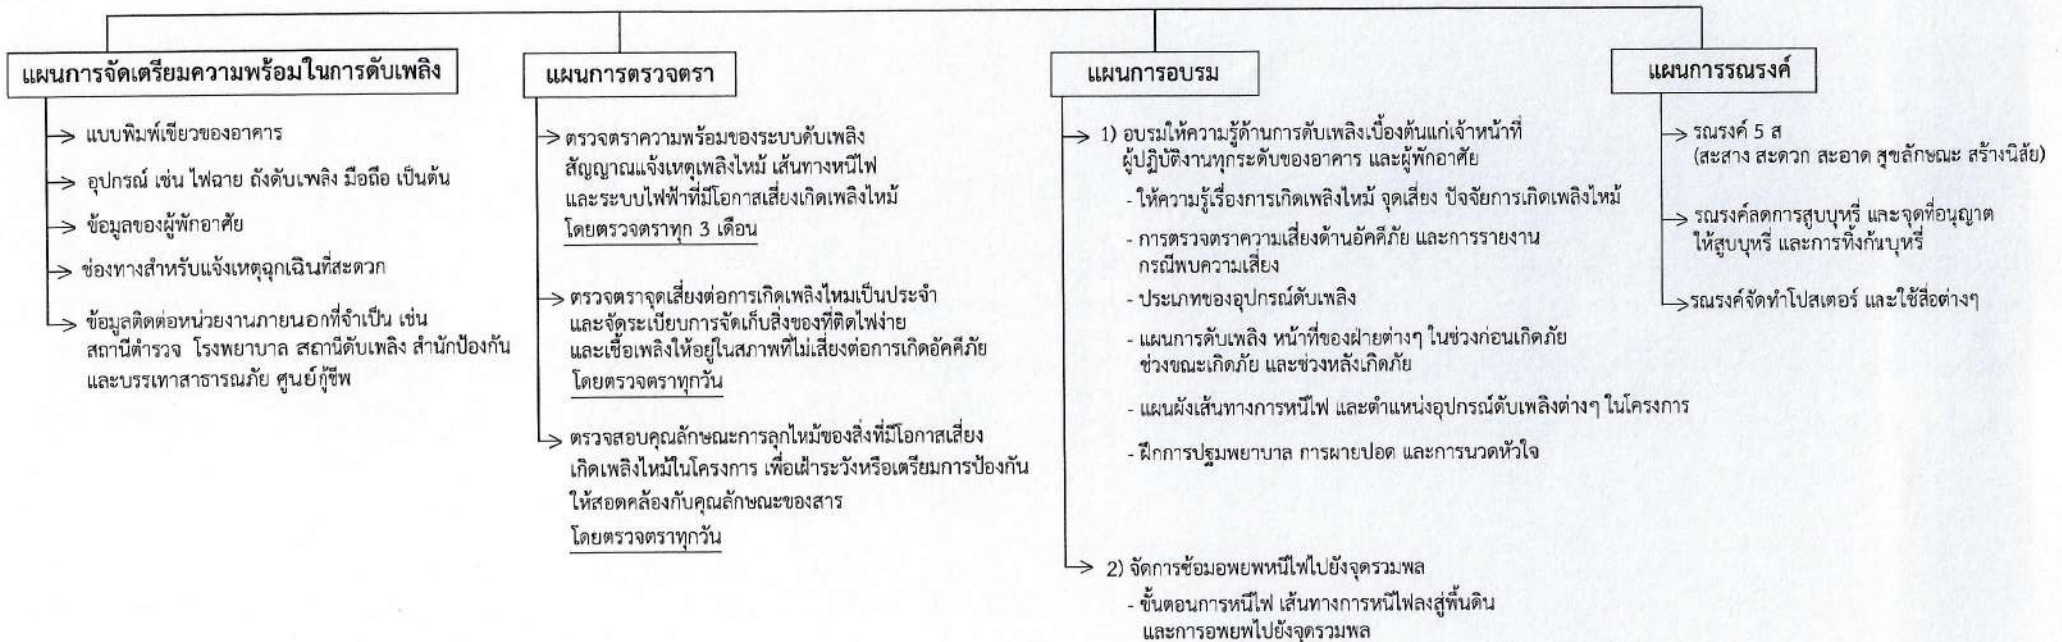 แผนการจัดเตรียมความพร้อมในการดับเพลิง
แบบพิมพ์เขียวของอาคาร
อุปกรณ์ เช่น ไฟฉาย ถังดับเพลิง มือถือ เป็นต้น
ข้อมูลของผู้พักอาศัย
ช่องทางสำหรับแจ้งเหตุฉุกเฉินที่สะดวก
ข้อมูลติดต่อหน่วยงานภายนอกที่จำเป็น เช่น
สถานีตำรวจ โรงพยาบาล สถานีดับเพลิง สำนักป้องกัน
และบรรเทาสาธารณภัย ศูนย์กู้ชีพ
แผนการตรวจตรา
ตรวจตราความพร้อมของระบบดับเพลิง
สัญญาณแจ้งเหตุเพลิงไหม้ เส้นทางหนีไฟ
และระบบไฟฟ้าที่มีโอกาสเสี่ยงเกิดเพลิงไหม้
โดยตรวจตราทุก 3 เดือน
ตรวจตราจุดเสี่ยงต่อการเกิดเพลิงไหมเป็นประจำ
และจัดระเบียบการจัดเก็บสิ่งของที่ติดไฟง่าย
และเชื้อเพลิงให้อยู่ในสภาพที่ไม่เสี่ยงต่อการเกิดอัคคีภัย
โดยตรวจตราทุกวัน
ตรวจสอบคุณลักษณะการลุกไหม้ของสิ่งที่มีโอกาสเสี่ยง
เกิดเพลิงไหม้ในโครงการ เพื่อเฝ้าระวังหรือเตรียมการป้องกัน
ให้สอดคล้องกับคุณลักษณะของสาร
โดยตรวจตราทุกวัน
แผนการอบรม
1) อบรมให้ความรู้ด้านการดับเพลิงเบื้องต้นแก่เจ้าหน้าที่
ผู้ปฏิบัติงานทุกระดับของอาคาร และผู้พักอาศัย
- ให้ความรู้เรื่องการเกิดเพลิงไหม้ จุดเสี่ยง ปัจจัยการเกิดเพลิงไหม้
- การตรวจตราความเสี่ยงด้านอัคคีภัย และการรายงาน
กรณีพบความเสี่ยง
- ประเภทของอุปกรณ์ดับเพลิง
- แผนการดับเพลิง หน้าที่ของฝ่ายต่างๆ ในช่วงก่อนเกิดภัย
ช่วงขณะเกิดภัย และช่วงหลังเกิดภัย
- แผนผังเส้นทางการหนีไฟ และตำแหน่งอุปกรณ์ดับเพลิงต่างๆ ในโครงการ
- ฝึกการปฐมพยาบาล การผายปอด และการนวดหัวใจ
2) จัดการซ้อมอพยพหนีไฟไปยังจุดรวมพล
- ขั้นตอนการหนีไฟ เส้นทางการหนีไฟลงสู่พื้นดิน
และการอพยพไปยังจุดรวมพล
แผนการรณรงค์
รณรงค์ 5 ส
(สะสาง สะดวก สะอาด สุขลักษณะ สร้างนิสัย)
รณรงค์ลดการสูบบุหรี่ และจุดที่อนุญาต
ให้สูบบุหรี่ และการทิ้งก้นบุหรี่
รณรงค์จัดทำโปสเตอร์ และใช้สื่อต่างๆ